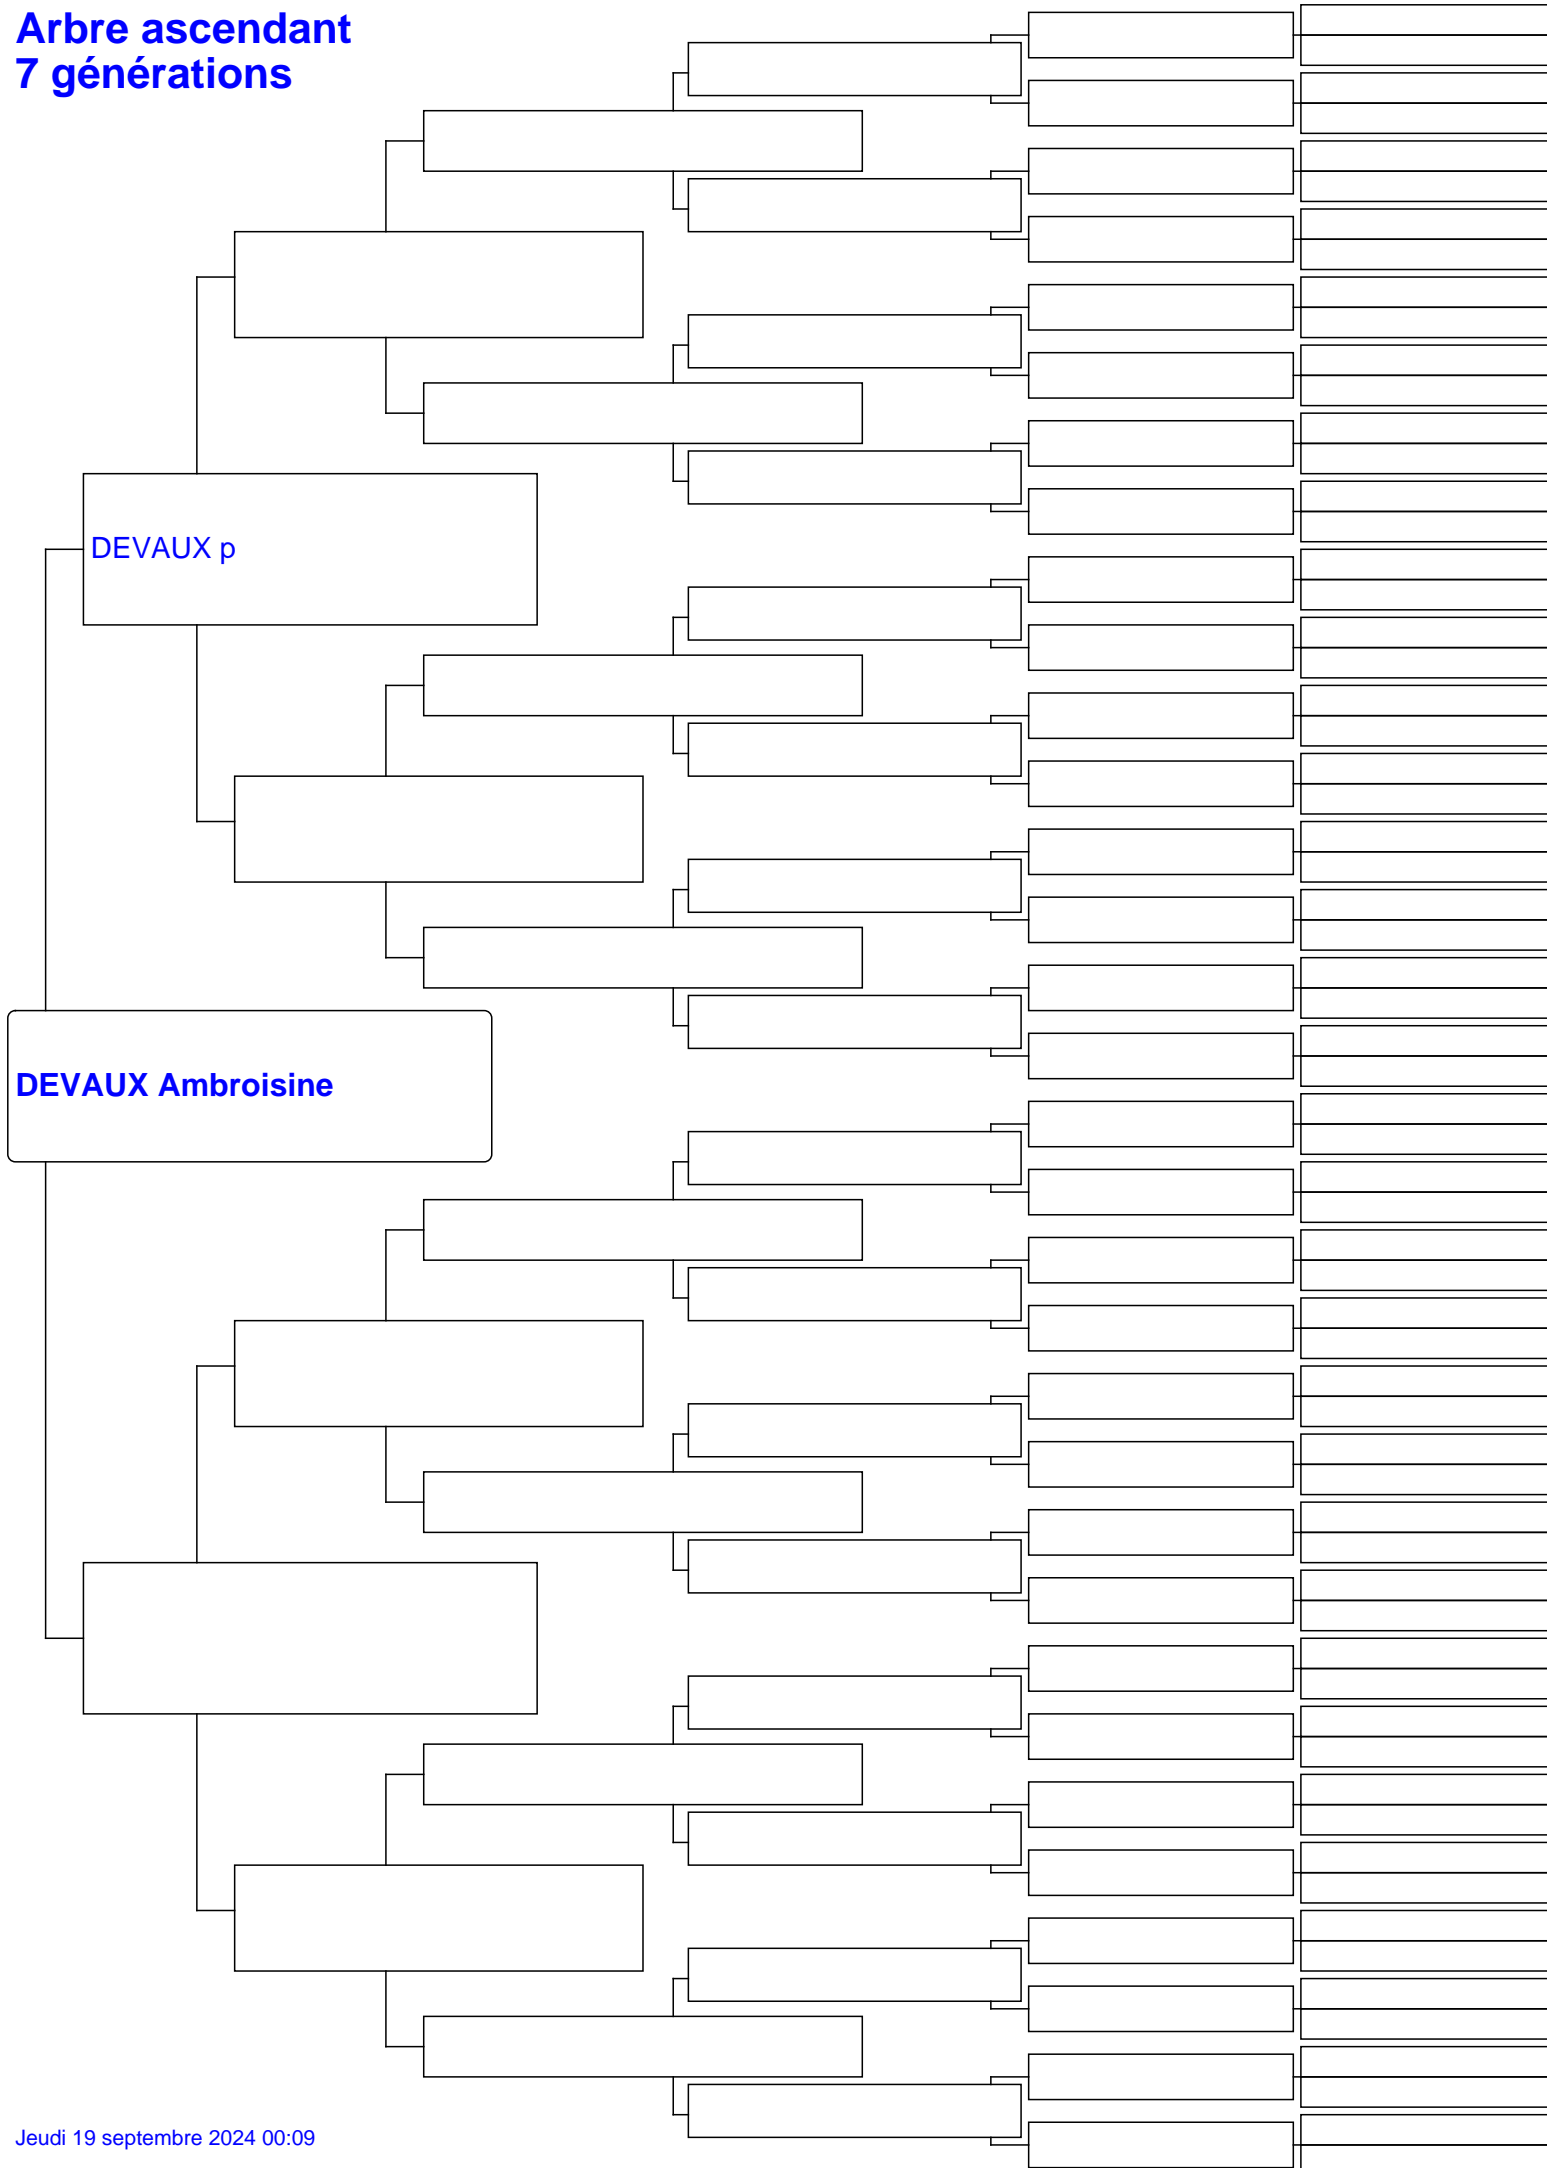 Arbre ascendant
7 générations
DEVAUX p
DEVAUX Ambroisine
Jeudi 19 septembre 2024 00:09